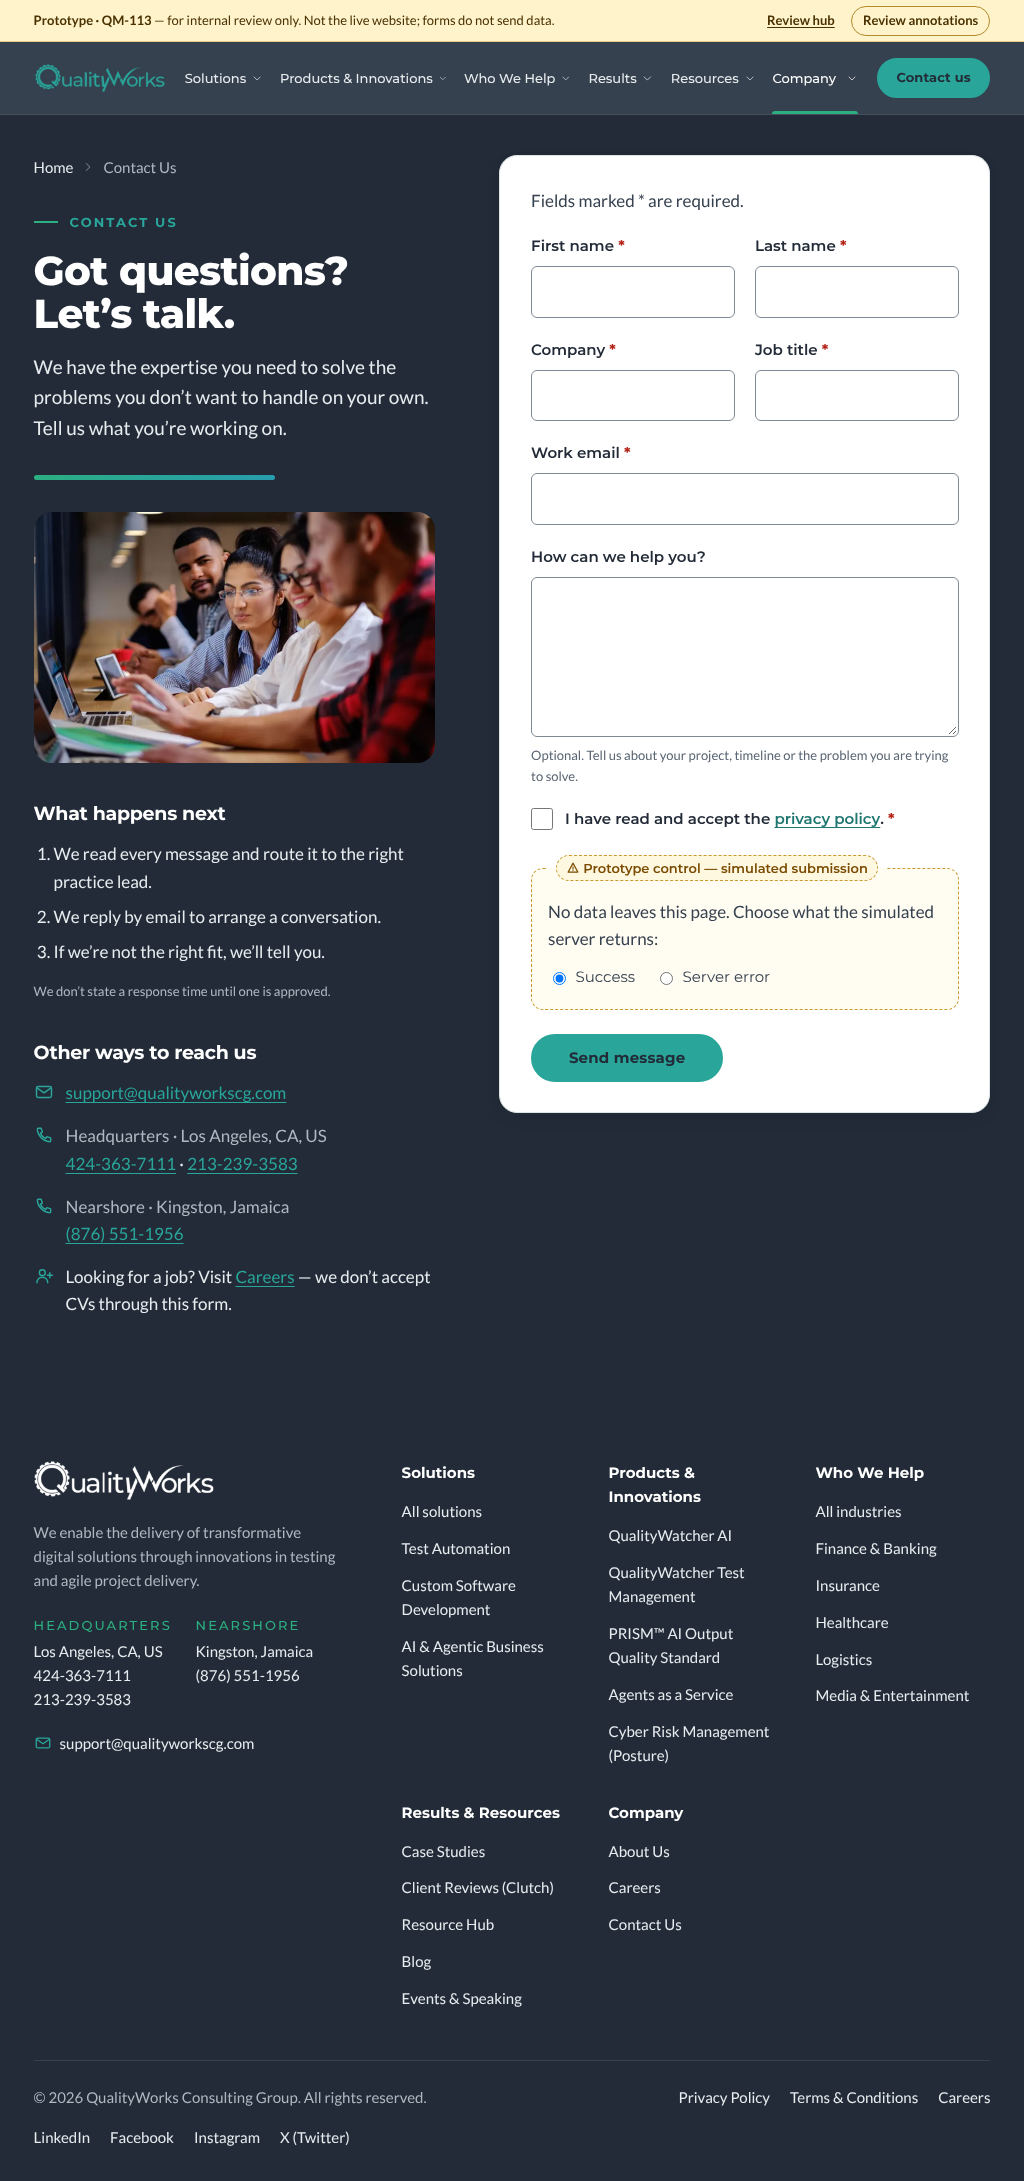 Prototype · QM-113 — for internal review only. Not the live website; forms do not send data.
Review hub
Review annotations
QualityWorks
Solutions
Products & Innovations
Who We Help
Results
Resources
Company
Contact us
Home
Contact Us
CONTACT US
Got questions?
Let’s talk.
We have the expertise you need to solve the
problems you don’t want to handle on your own.
Tell us what you’re working on.
What happens next
1. We read every message and route it to the right
practice lead.
2. We reply by email to arrange a conversation.
3. If we’re not the right fit, we’ll tell you.
We don’t state a response time until one is approved.
Other ways to reach us
support@qualityworkscg.com
Headquarters · Los Angeles, CA, US
424-363-7111 · 213-239-3583
Nearshore · Kingston, Jamaica
(876) 551-1956
Looking for a job? Visit Careers — we don’t accept
CVs through this form.
Fields marked * are required.
First name *
Last name *
Company *
Job title *
Work email *
How can we help you?
Optional. Tell us about your project, timeline or the problem you are trying
to solve.
I have read and accept the privacy policy. *
⚠ Prototype control — simulated submission
No data leaves this page. Choose what the simulated
server returns:
Success
Server error
Send message
QualityWorks
We enable the delivery of transformative
digital solutions through innovations in testing
and agile project delivery.
HEADQUARTERS
Los Angeles, CA, US
424-363-7111
213-239-3583
NEARSHORE
Kingston, Jamaica
(876) 551-1956
support@qualityworkscg.com
Solutions
All solutions
Test Automation
Custom Software
Development
AI & Agentic Business
Solutions
Products &
Innovations
QualityWatcher AI
QualityWatcher Test
Management
PRISM™ AI Output
Quality Standard
Agents as a Service
Cyber Risk Management
(Posture)
Who We Help
All industries
Finance & Banking
Insurance
Healthcare
Logistics
Media & Entertainment
Results & Resources
Case Studies
Client Reviews (Clutch)
Resource Hub
Blog
Events & Speaking
Company
About Us
Careers
Contact Us
© 2026 QualityWorks Consulting Group. All rights reserved.
Privacy Policy
Terms & Conditions
Careers
LinkedIn
Facebook
Instagram
X (Twitter)